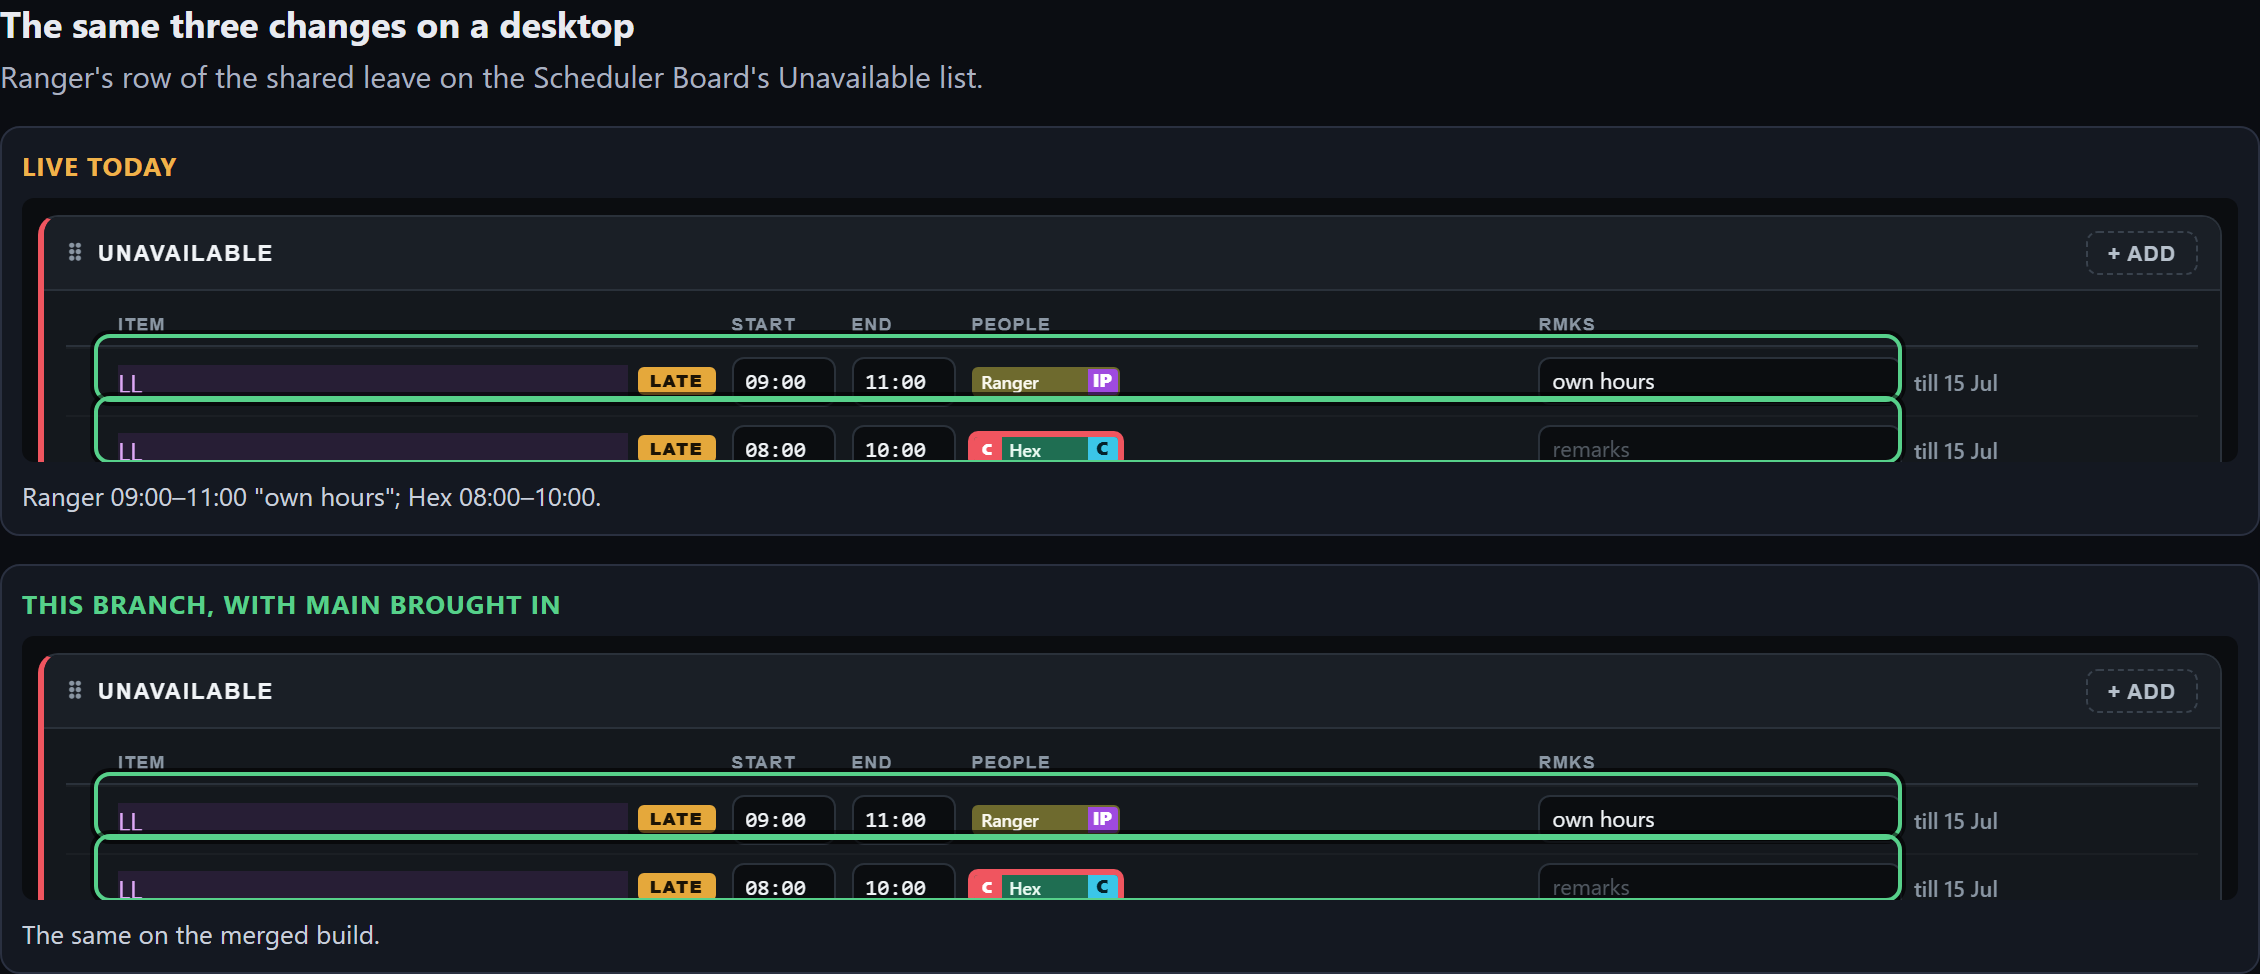 The same three changes on a desktop
Ranger's row of the shared leave on the Scheduler Board's Unavailable list.
LIVE TODAY
UNAVAILABLE
+ ADD
ITEM START END PEOPLE RMKS
LL LATE 09:00 11:00 Ranger IP own hours till 15 Jul
LL LATE 08:00 10:00 C Hex C remarks till 15 Jul
Ranger 09:00–11:00 "own hours"; Hex 08:00–10:00.
THIS BRANCH, WITH MAIN BROUGHT IN
UNAVAILABLE
+ ADD
ITEM START END PEOPLE RMKS
LL LATE 09:00 11:00 Ranger IP own hours till 15 Jul
LL LATE 08:00 10:00 C Hex C remarks till 15 Jul
The same on the merged build.